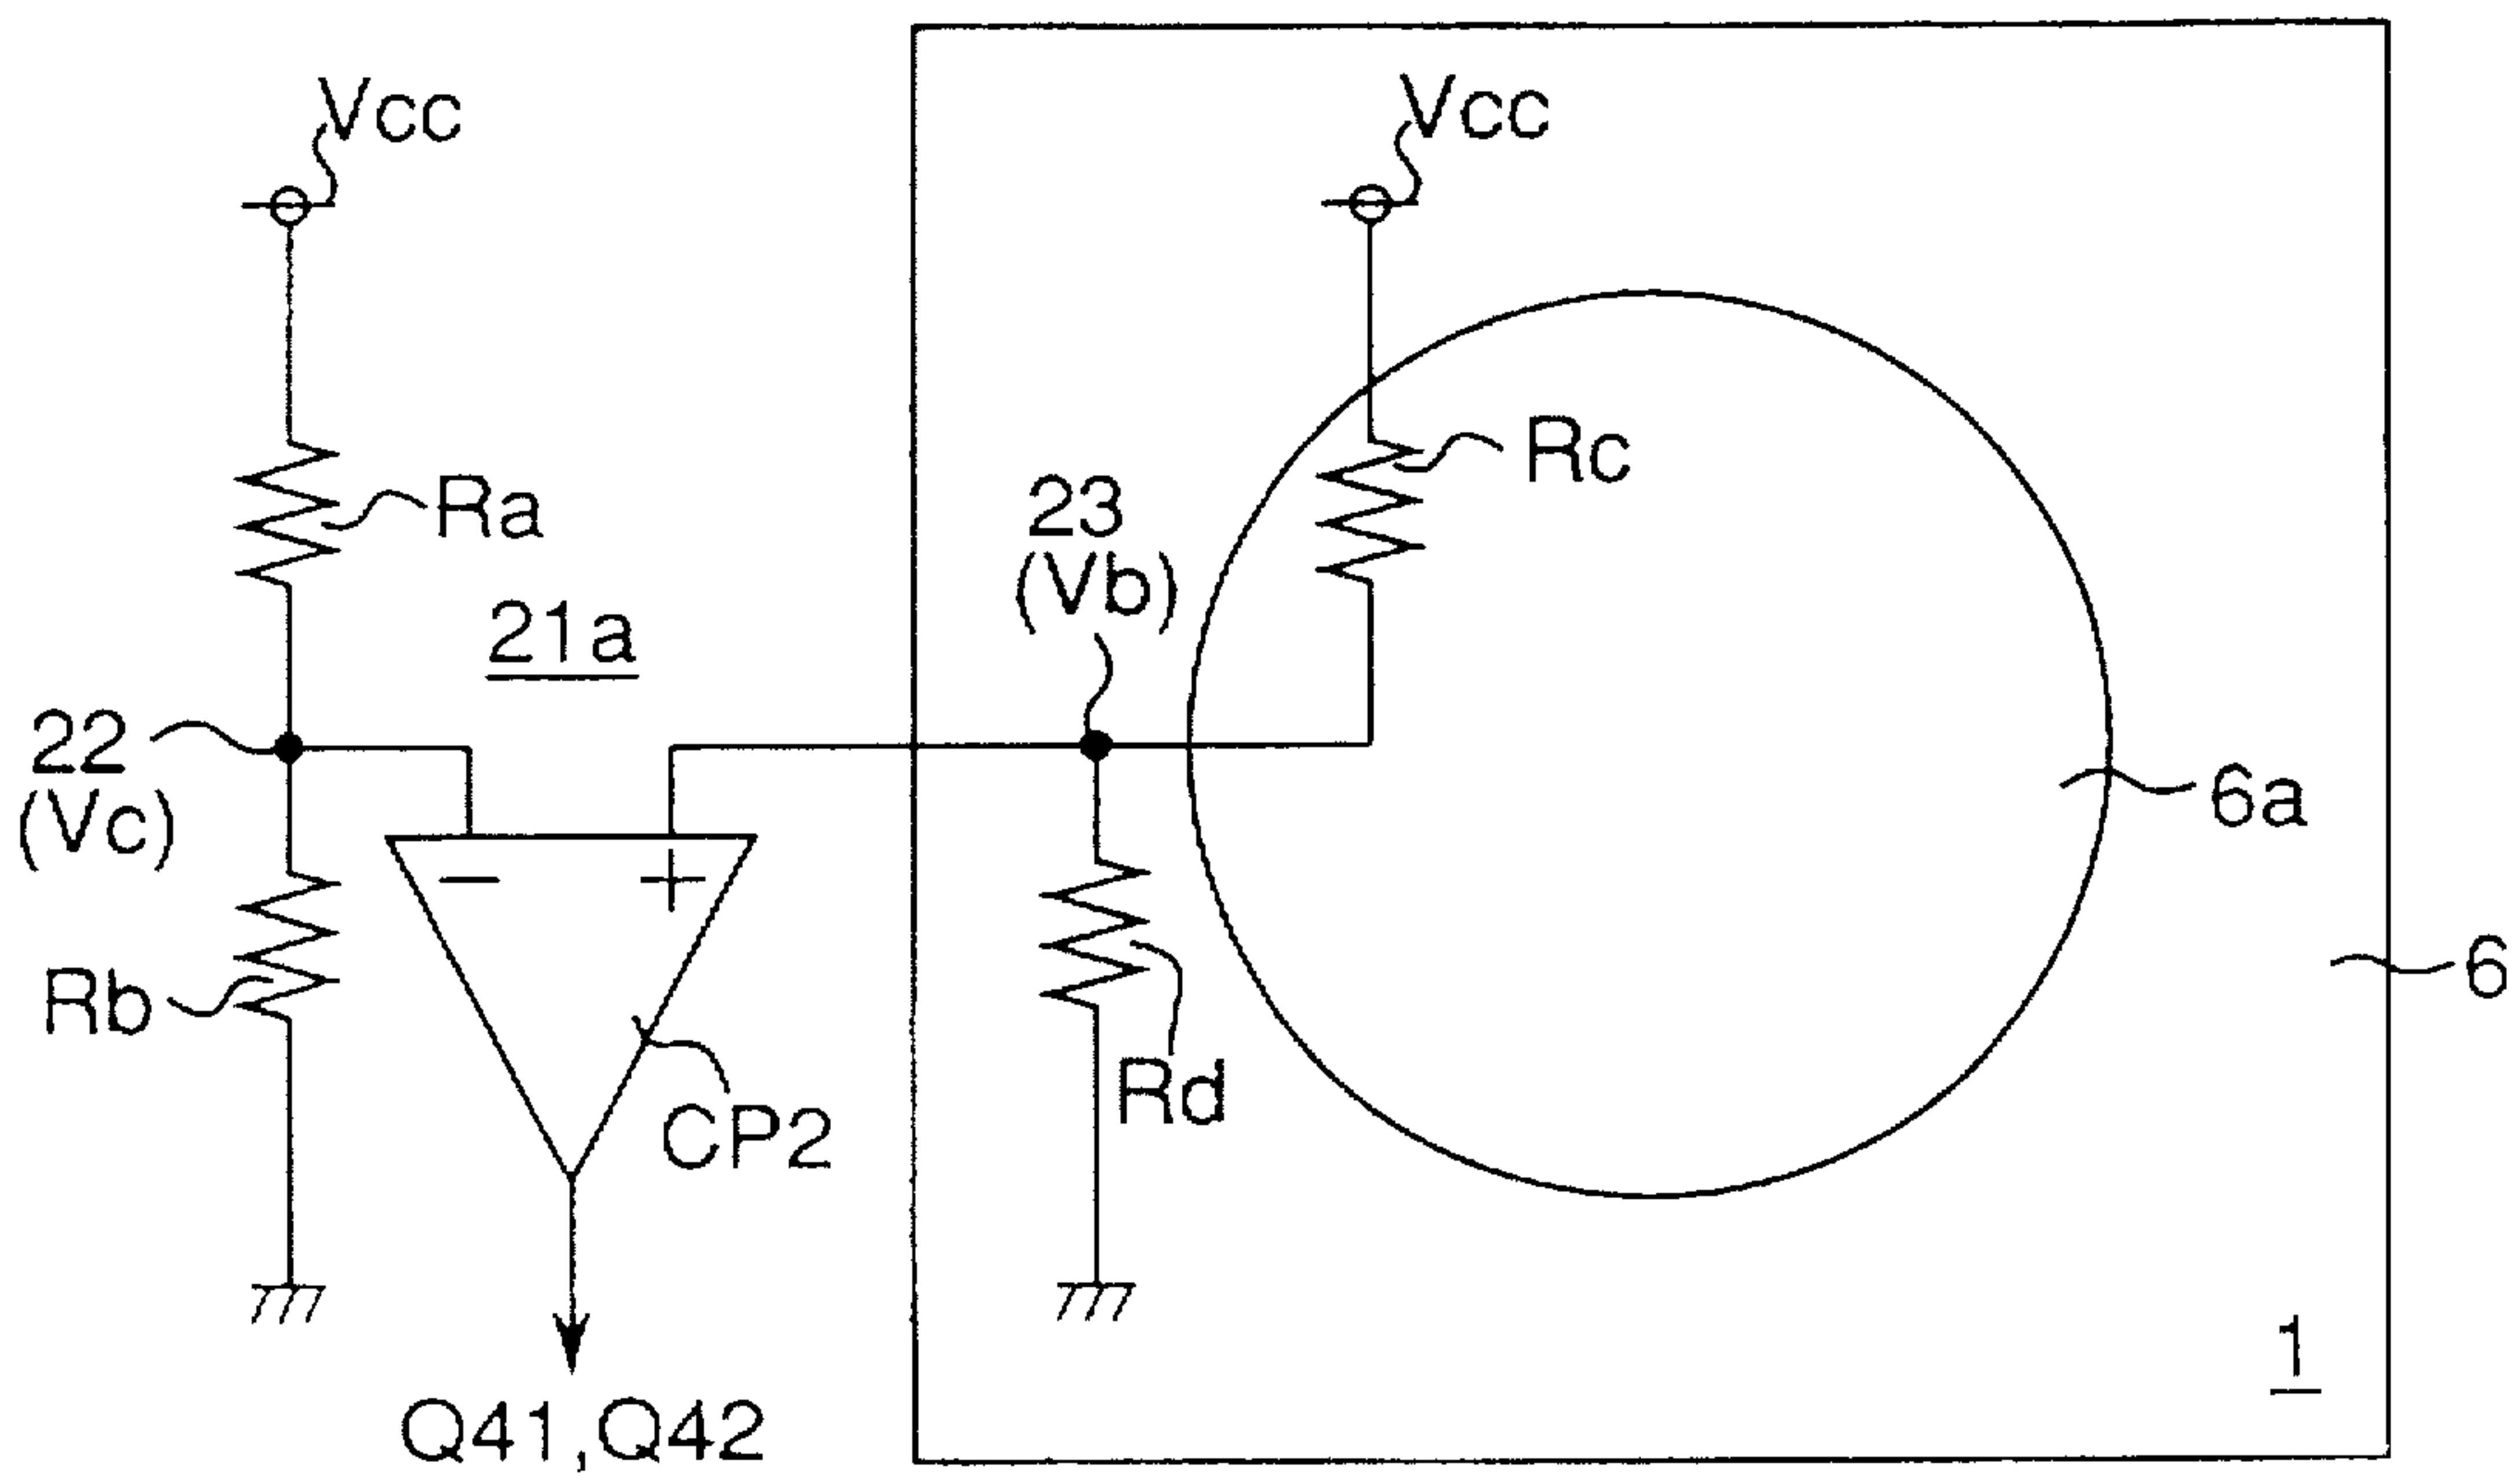 Vcc
Vcc
Rc
Ra
23
(Vb)
21a
22
(Vc)
6a
6
Rb
Rd
CP2
1
Q41,Q42
−
+